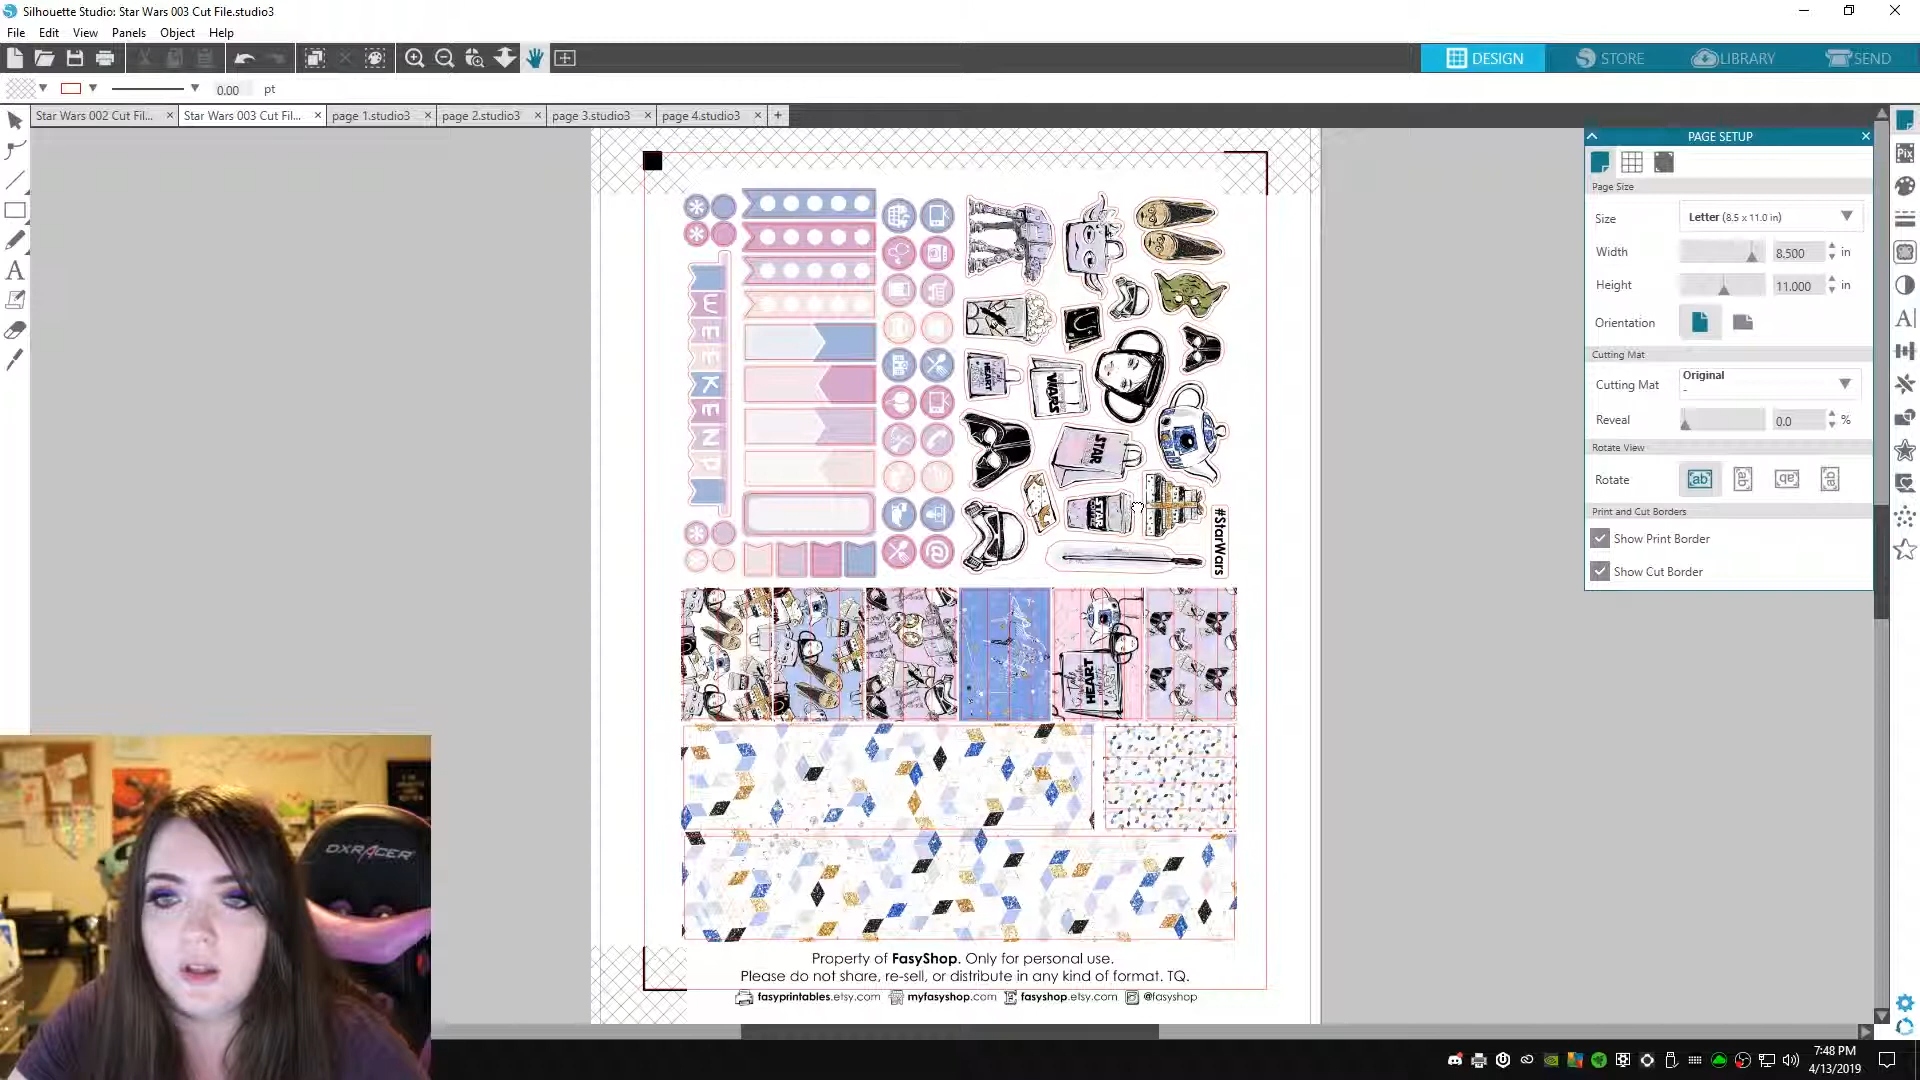 Silhouette Studio: Star Wars 003 Cut File.studio3
File Edit View Panels Object Help
DESIGN STORE LIBRARY SEND
0.00 pt
Star Wars 002 Cut Fil... Star Wars 003 Cut Fil... page 1.studio3 page 2.studio3 page 3.studio3 page 4.studio3
PAGE SETUP
Page Size
Size Letter (8.5 x 11.0 in)
Width 8.500 in
Height 11.000 in
Orientation
Cutting Mat
Cutting Mat Original
-
Reveal 0.0 %
Rotate View
Rotate
Print and Cut Borders
Show Print Border
Show Cut Border
WEEKEND
HEART
WARS
STAR
STAR
#StarWars
HEART
Property of FasyShop. Only for personal use.
Please do not share, re-sell, or distribute in any kind of format. TQ.
fasyprintables.etsy.com myfasyshop.com fasyshop.etsy.com @fasyshop
DXRACER
7:48 PM
4/13/2019